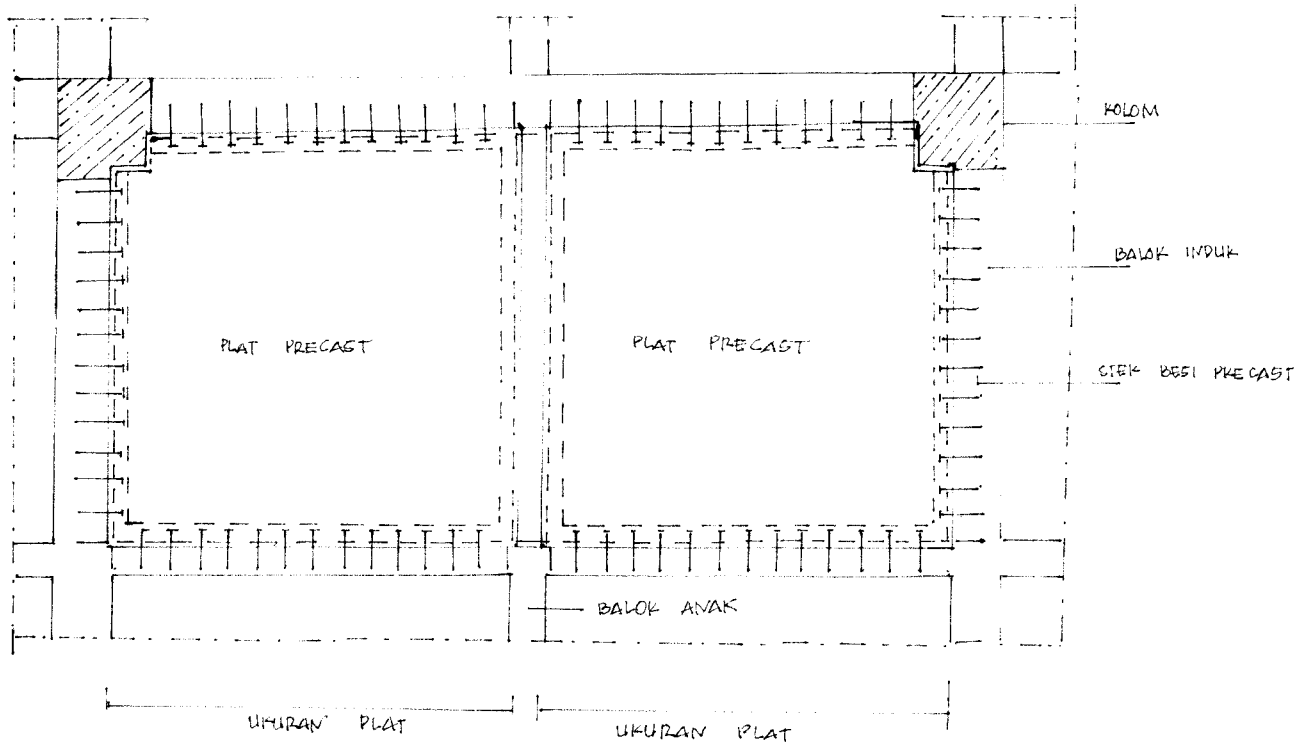 KOLOM
BALOK INDUK
PLAT PRECAST
PLAT PRECAST
STEK BESI PRECAST
BALOK ANAK
UKURAN PLAT
UKURAN PLAT